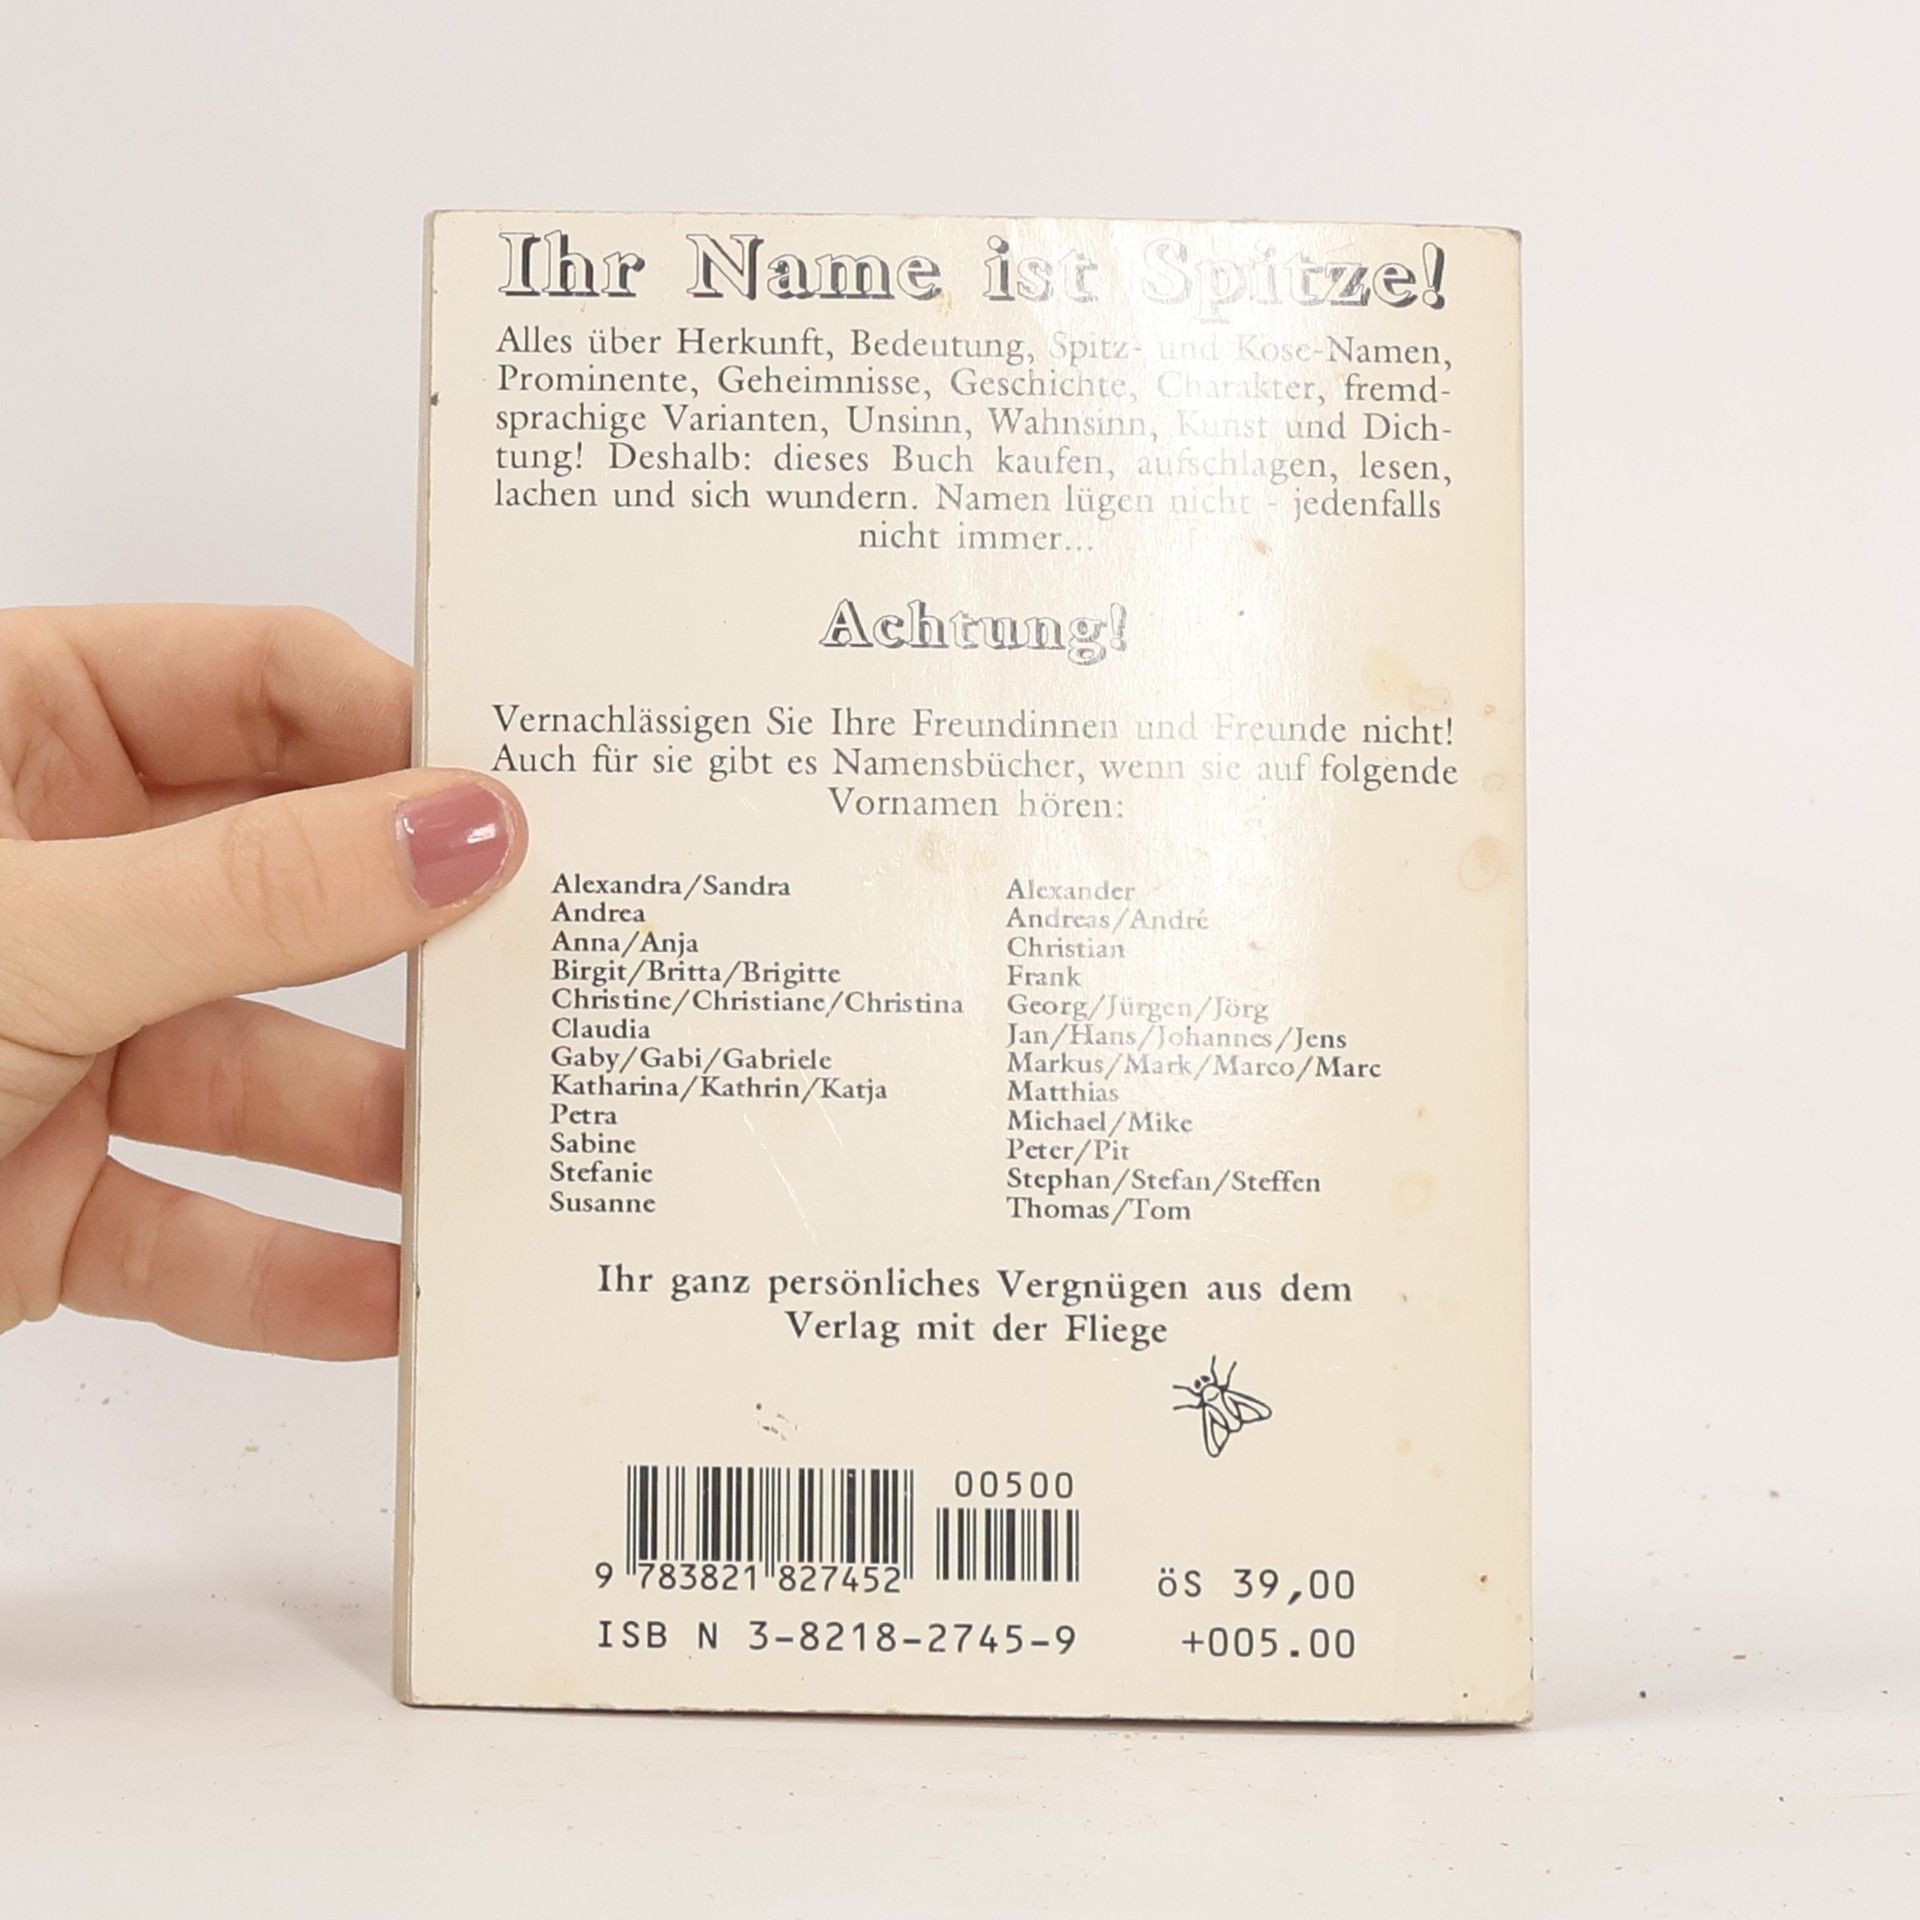 Ihr Name ist Spitze!
Alles über Herkunft, Bedeutung, Spitz- und Kose-Namen,
Prominente, Geheimnisse, Geschichte, Charakter, fremd-
sprachige Varianten, Unsinn, Wahnsinn, Kunst und Dich-
tung! Deshalb: dieses Buch kaufen, aufschlagen, lesen,
lachen und sich wundern. Namen lügen nicht - jedenfalls
nicht immer...
Achtung!
Vernachlässigen Sie Ihre Freundinnen und Freunde nicht!
Auch für sie gibt es Namensbücher, wenn sie auf folgende
Vornamen hören:
Alexandra/Sandra
Andrea
Anna/Anja
Birgit/Britta/Brigitte
Christine/Christiane/Christina
Claudia
Gaby/Gabi/Gabriele
Katharina/Kathrin/Katja
Petra
Sabine
Stefanie
Susanne
Alexander
Andreas/André
Christian
Frank
Georg/Jürgen/Jörg
Jan/Hans/Johannes/Jens
Markus/Mark/Marco/Marc
Matthias
Michael/Mike
Peter/Pit
Stephan/Stefan/Steffen
Thomas/Tom
Ihr ganz persönliches Vergnügen aus dem
Verlag mit der Fliege
00500
9 783821 827452
öS 39,00
ISBN 3-8218-2745-9
+005.00